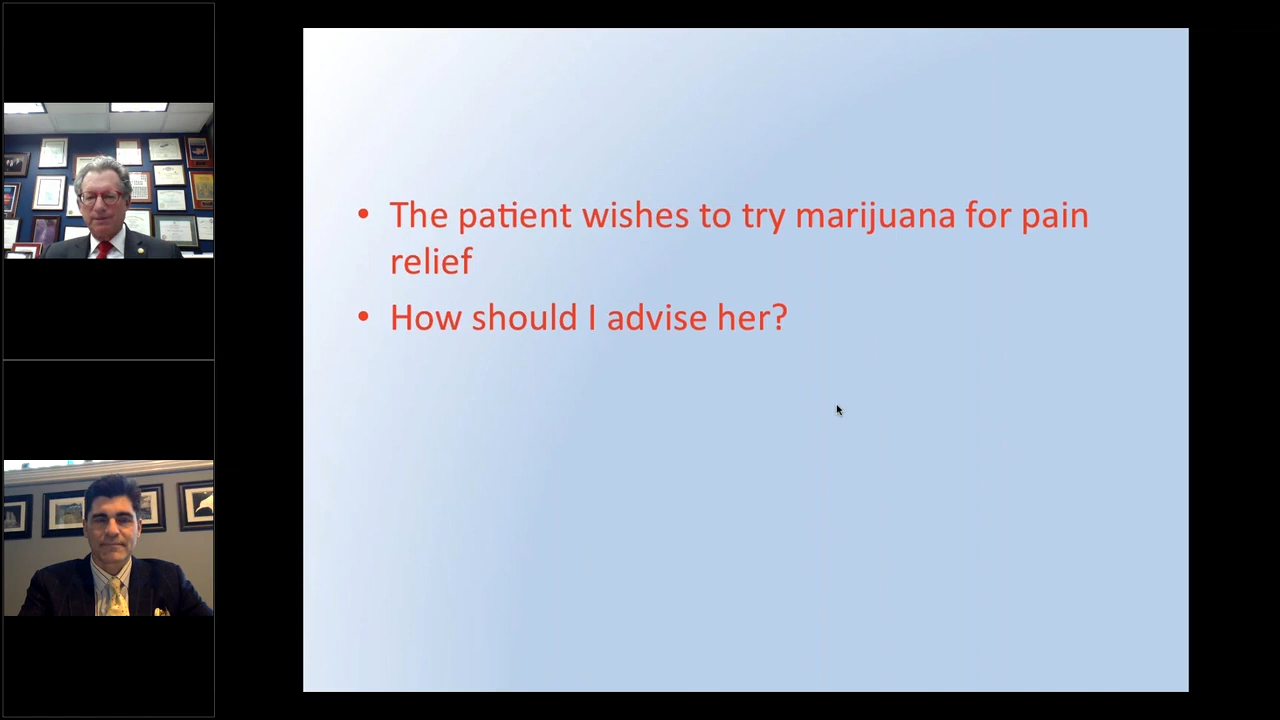 • The patient wishes to try marijuana for pain
relief
• How should I advise her?